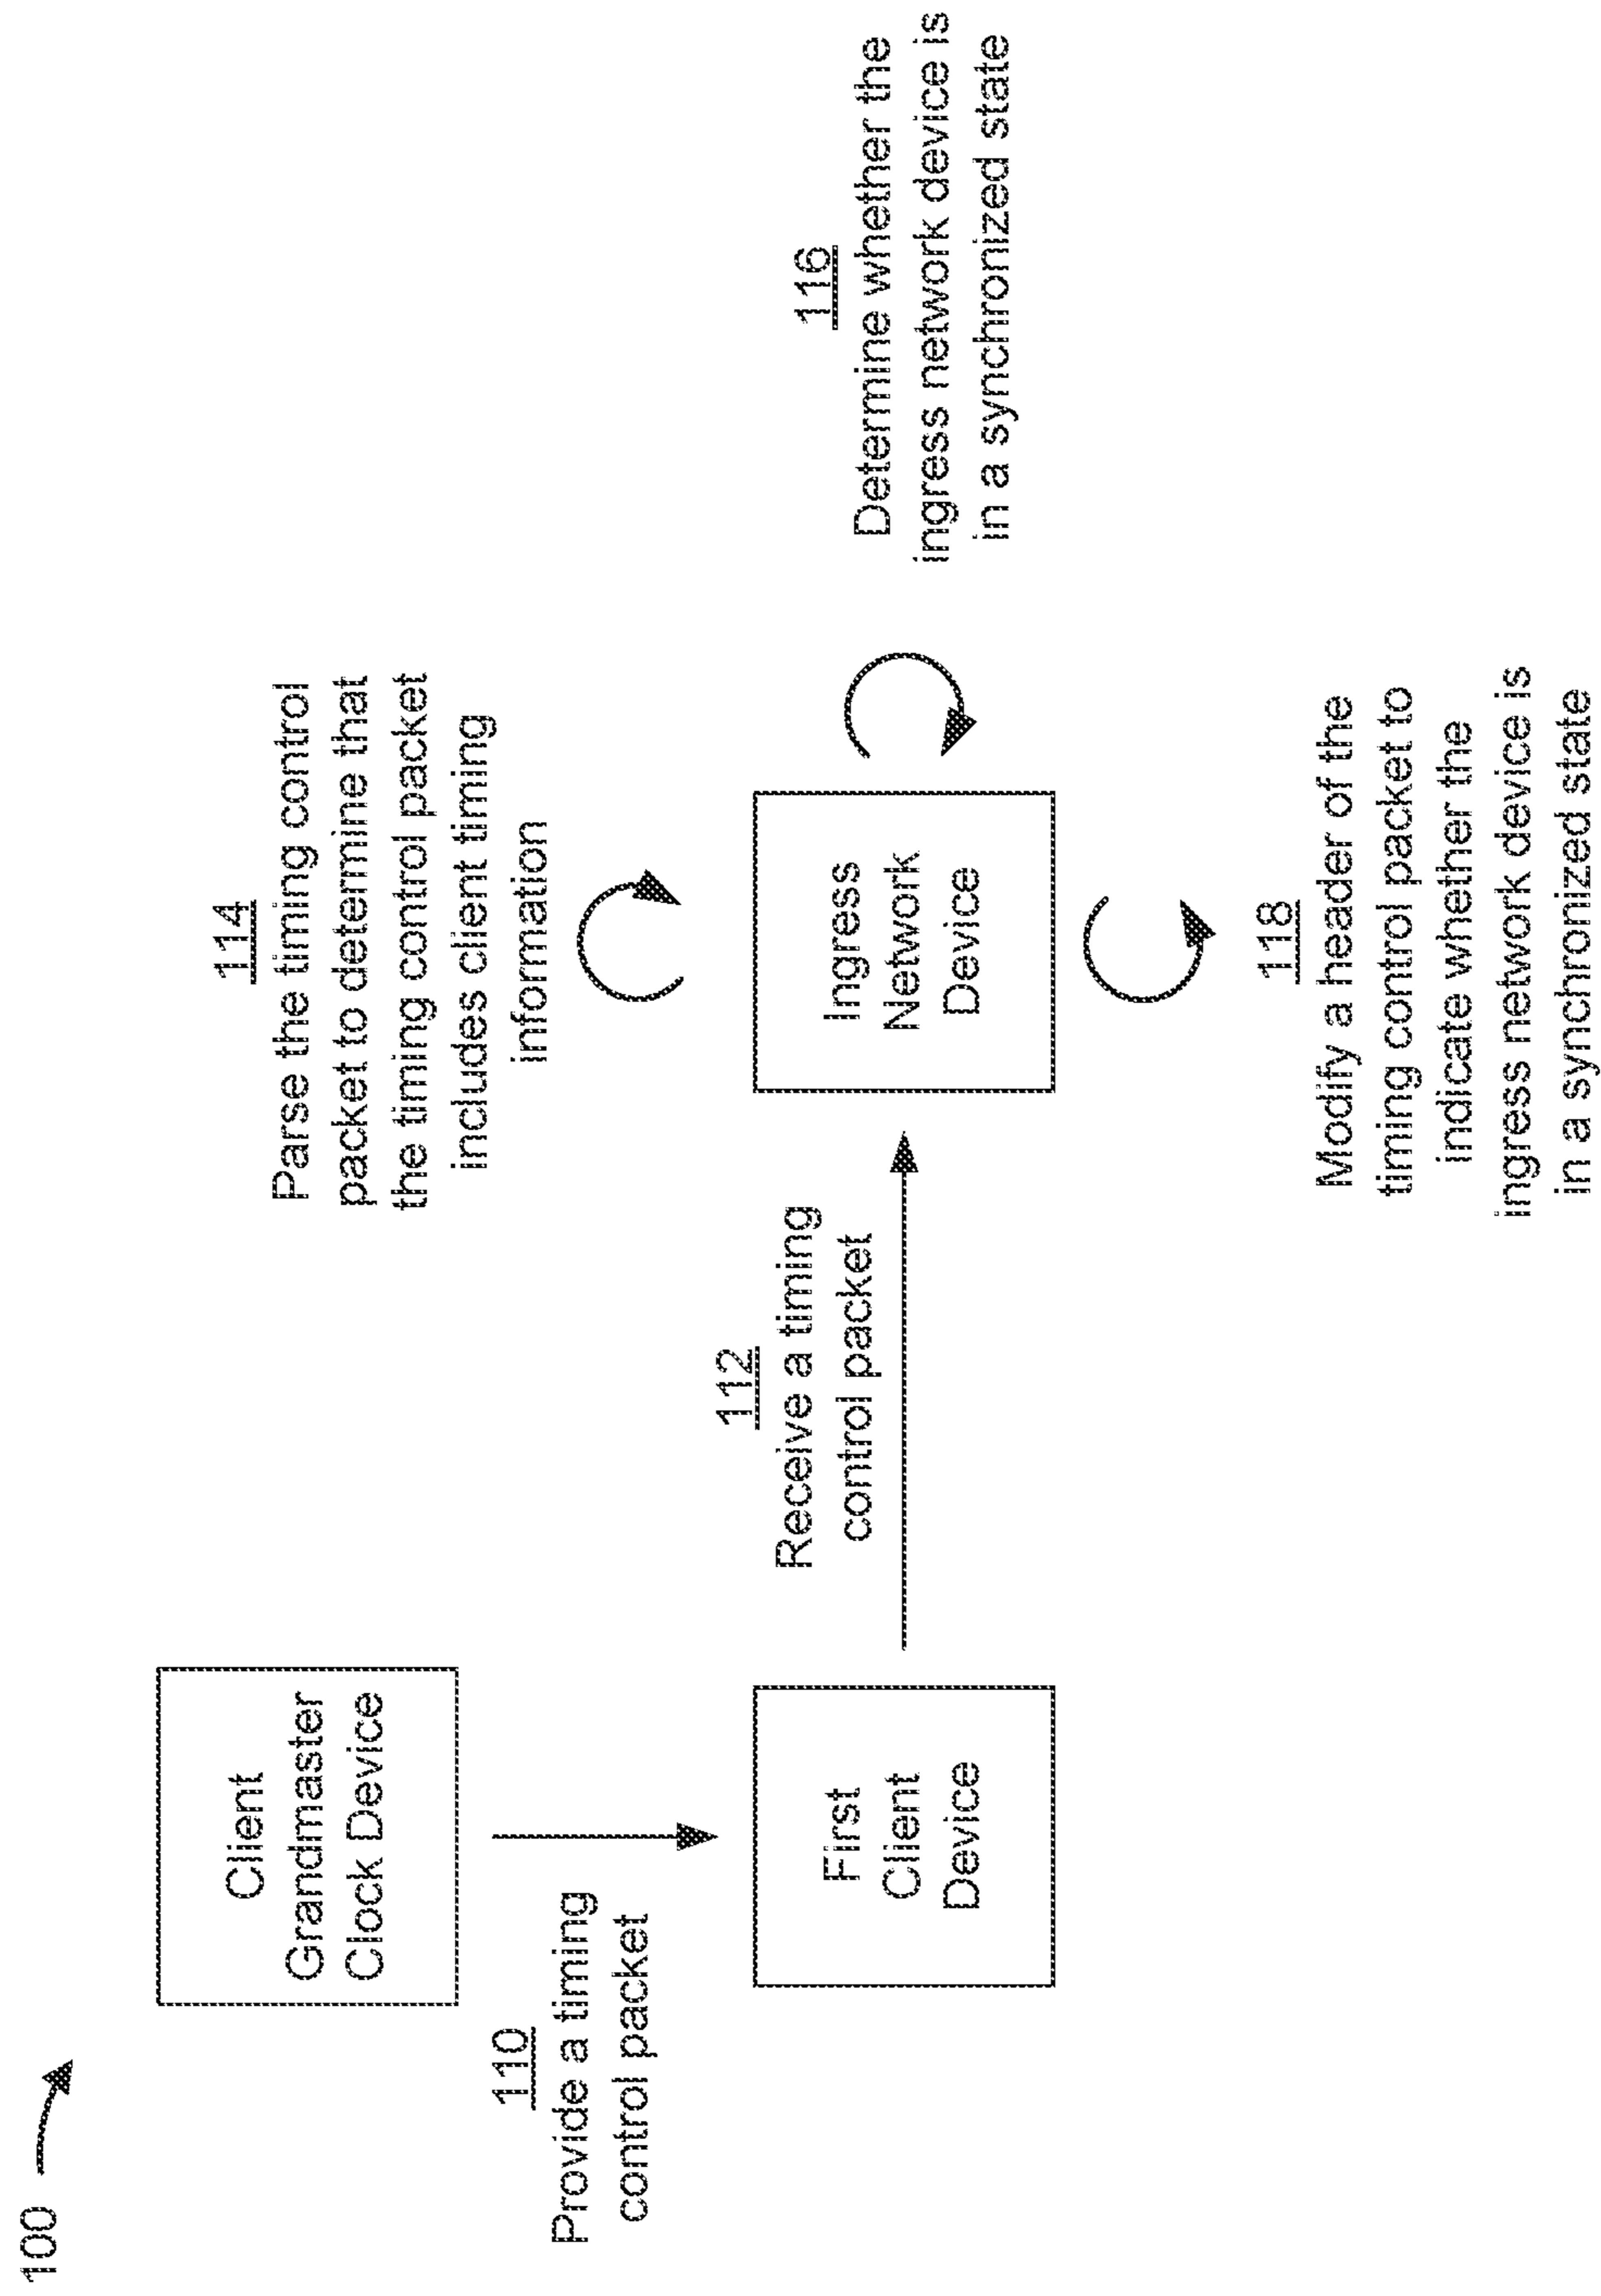 100
Client
Grandmaster
Clock Device
110
Provide a timing
control packet
First
Client
Device
112
Receive a timing
control packet
114
Parse the timing control
packet to determine that
the timing control packet
includes client timing
information
Ingress
Network
Device
116
Determine whether the
ingress network device is
in a synchronized state
118
Modify a header of the
timing control packet to
indicate whether the
ingress network device is
in a synchronized state